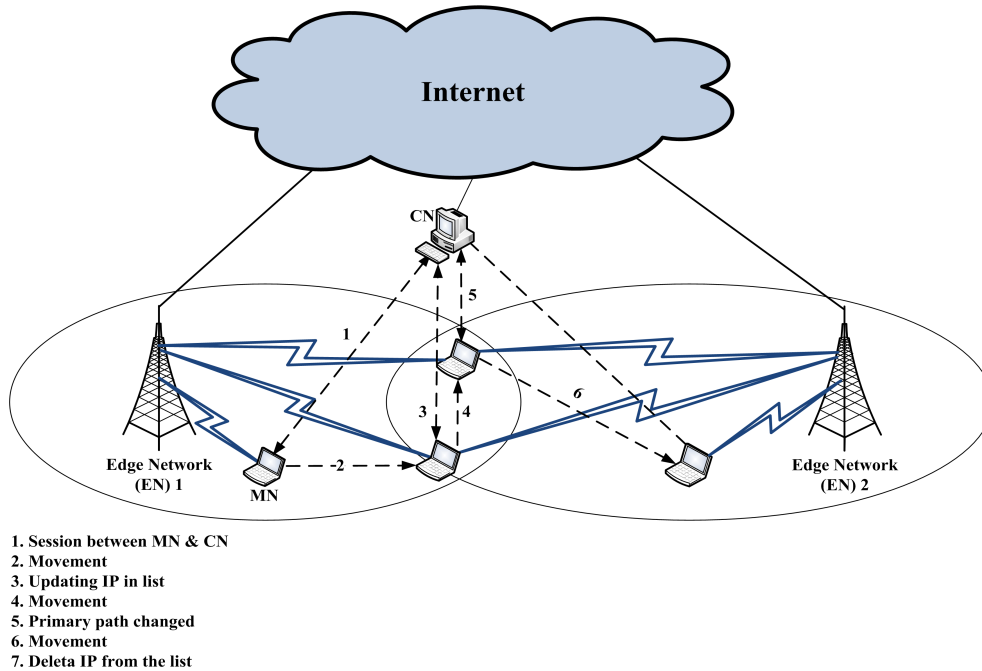 Internet
CN
5
1
3
4
6
2
Edge Network
(EN) 1
MN
Edge Network
(EN) 2
1. Session between MN & CN
2. Movement
3. Updating IP in list
4. Movement
5. Primary path changed
6. Movement
7. Deleta IP from the list